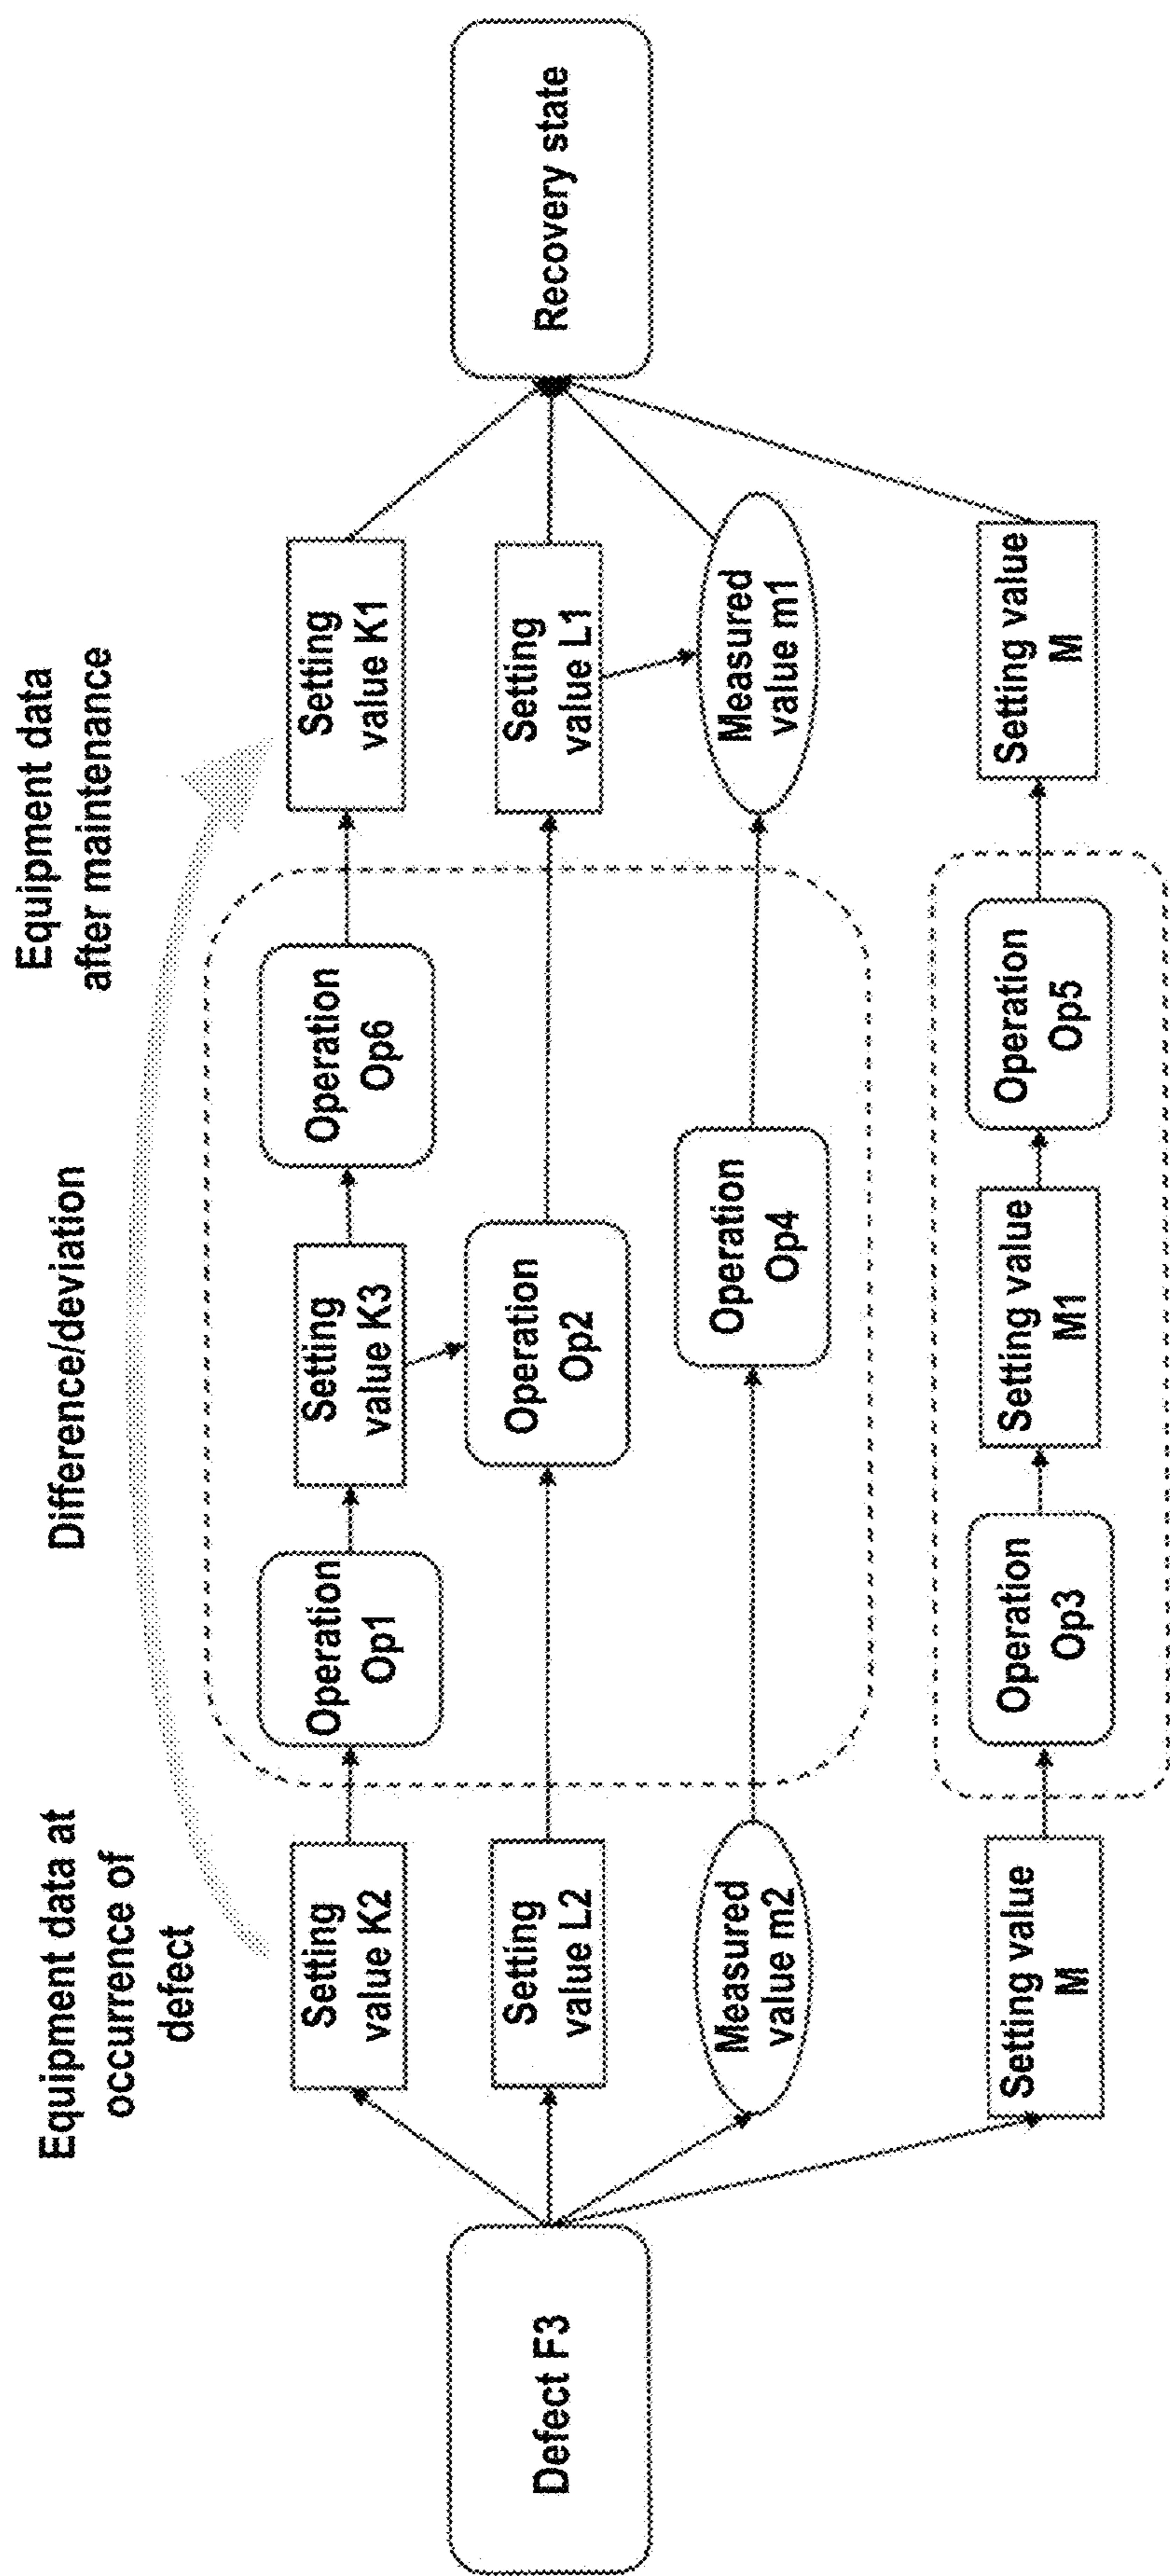 Equipment data at
occurrence of
defect
Difference/deviation
Equipment data
after maintenance
Defect F3
Setting
value K2
Operation
Op1
Setting
value K3
Operation
Op6
Setting
value K1
Setting
value L2
Operation
Op2
Setting
value L1
Measured
value m2
Operation
Op4
Measured
value m1
Setting value
M
Operation
Op3
Setting value
M1
Operation
Op5
Setting value
M
Recovery state